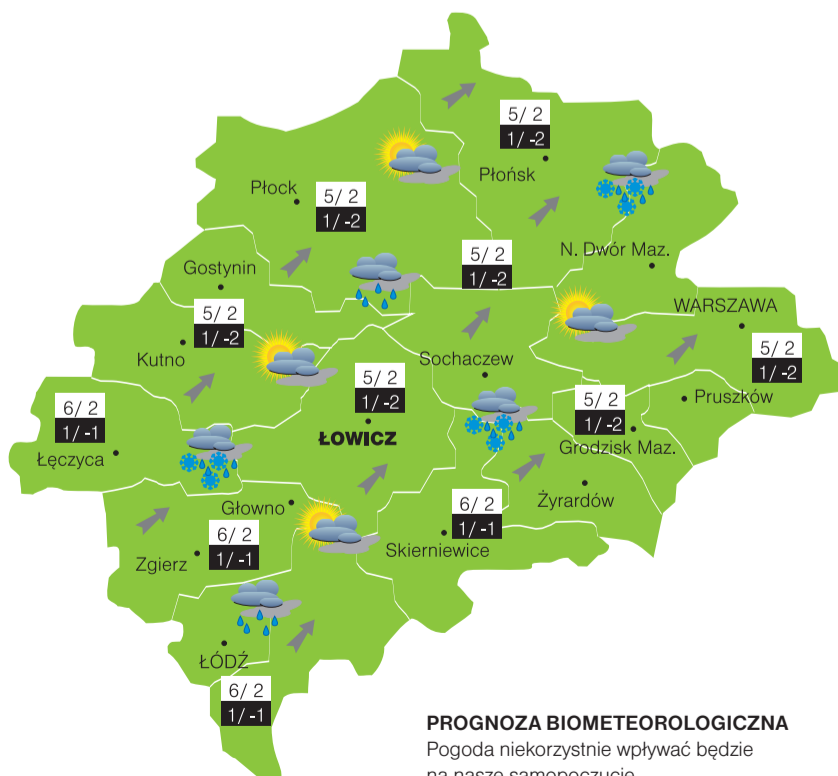 5/ 2
1/ -2
Płońsk
Płock
5/ 2
1/ -2
N. Dwór Maz.
5/ 2
1/ -2
Gostynin
WARSZAWA
5/ 2
1/ -2
Kutno
5/ 2
1/ -2
Sochaczew
5/ 2
1/ -2
Pruszków
6/ 2
1/ -1
Łęczyca
ŁOWICZ
5/ 2
1/ -2
Grodzisk Maz.
Żyrardów
Głowno
6/ 2
1/ -1
Skierniewice
6/ 2
1/ -1
Zgierz
ŁÓDŹ
6/ 2
1/ -1
PROGNOZA BIOMETEOROLOGICZNA
Pogoda niekorzystnie wpływać będzie
na nasze samopoczucie